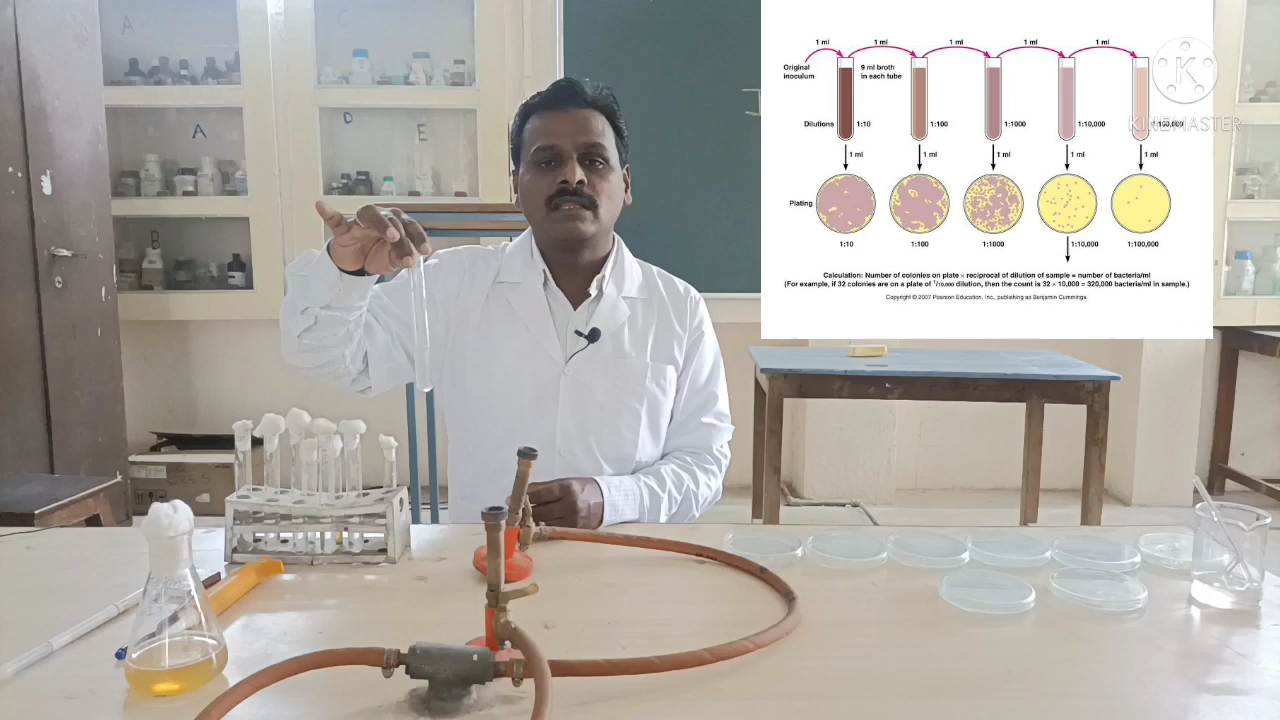 A
C
A
D
E
B
1 ml 1 ml 1 ml 1 ml 1 ml
Original
inoculum
9 ml broth
in each tube
K
KINEMASTER
Dilutions 1:10 1:100 1:1000 1:10,000 1:100,000
1 ml 1 ml 1 ml 1 ml 1 ml
Plating
1:10 1:100 1:1000 1:10,000 1:100,000
Calculation: Number of colonies on plate × reciprocal of dilution of sample = number of bacteria/ml
(For example, if 32 colonies are on a plate of 1/10,000 dilution, then the count is 32 × 10,000 = 320,000 bacteria/ml in sample.)
Copyright © 2007 Pearson Education, Inc., publishing as Benjamin Cummings.